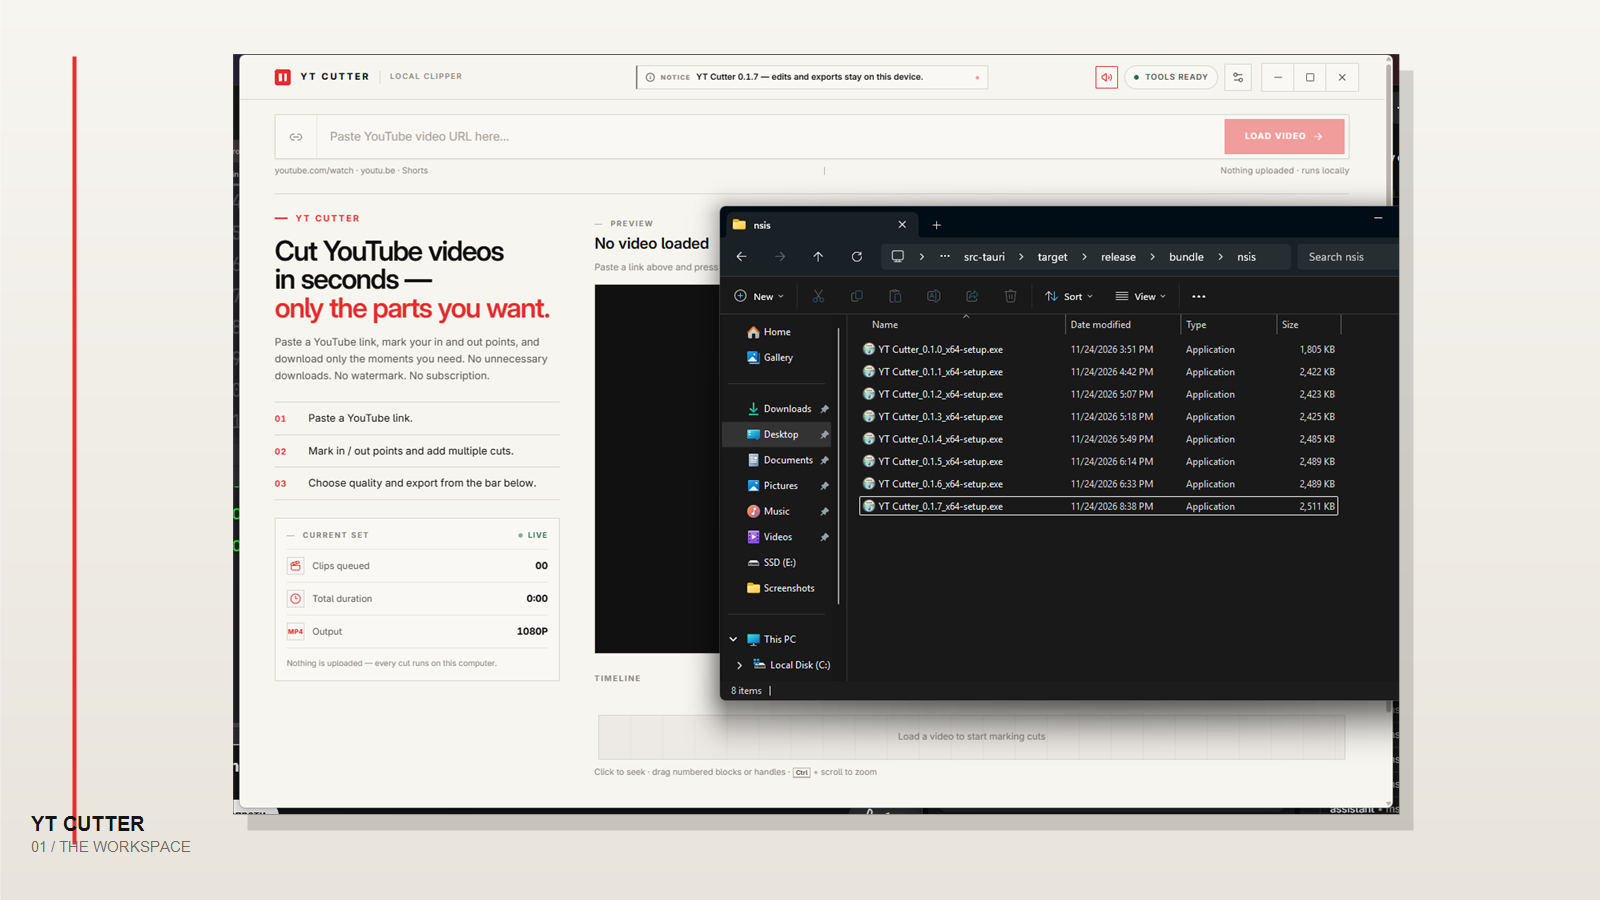 YT CUTTER
LOCAL CLIPPER
NOTICE YT Cutter 0.1.7 — edits and exports stay on this device.
TOOLS READY
Paste YouTube video URL here...
LOAD VIDEO
youtube.com/watch · youtu.be · Shorts
Nothing uploaded · runs locally
— YT CUTTER
Cut YouTube videos
in seconds —
only the parts you want.
Paste a YouTube link, mark your in and out points, and
download only the moments you need. No unnecessary
downloads. No watermark. No subscription.
01 Paste a YouTube link.
02 Mark in / out points and add multiple cuts.
03 Choose quality and export from the bar below.
— CURRENT SET
LIVE
Clips queued 00
Total duration 0:00
MP4 Output 1080P
Nothing is uploaded — every cut runs on this computer.
— PREVIEW
No video loaded
Paste a link above and press
nsis
... src-tauri > target > release > bundle > nsis
Search nsis
New
Sort
View
Home
Gallery
Downloads
Desktop
Documents
Pictures
Music
Videos
SSD (E:)
Screenshots
This PC
Local Disk (C:)
Name Date modified Type Size
YT Cutter_0.1.0_x64-setup.exe 11/24/2026 3:51 PM Application 1,805 KB
YT Cutter_0.1.1_x64-setup.exe 11/24/2026 4:42 PM Application 2,422 KB
YT Cutter_0.1.2_x64-setup.exe 11/24/2026 5:07 PM Application 2,423 KB
YT Cutter_0.1.3_x64-setup.exe 11/24/2026 5:18 PM Application 2,425 KB
YT Cutter_0.1.4_x64-setup.exe 11/24/2026 5:49 PM Application 2,485 KB
YT Cutter_0.1.5_x64-setup.exe 11/24/2026 6:14 PM Application 2,489 KB
YT Cutter_0.1.6_x64-setup.exe 11/24/2026 6:33 PM Application 2,489 KB
YT Cutter_0.1.7_x64-setup.exe 11/24/2026 8:38 PM Application 2,511 KB
8 items
TIMELINE
Load a video to start marking cuts
Click to seek · drag numbered blocks or handles · Ctrl + scroll to zoom
YT CUTTER
01 / THE WORKSPACE